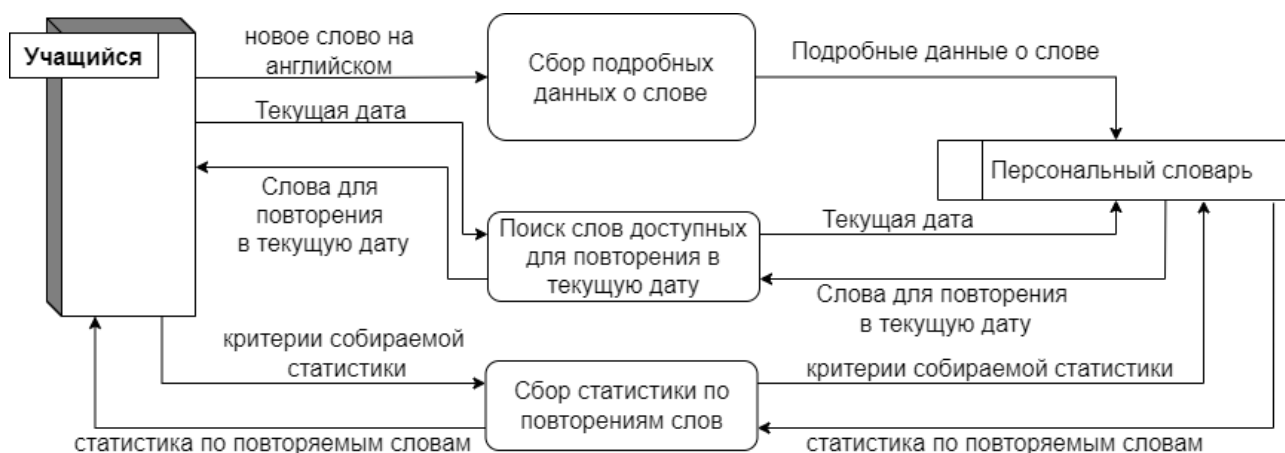 Учащийся
новое слово на
английском
Сбор подробных
данных о слове
Подробные данные о слове
Текущая дата
Персональный словарь
Слова для
повторения
в текущую дату
Поиск слов доступных
для повторения в
текущую дату
Текущая дата
Слова для повторения
в текущую дату
критерии собираемой
статистики
Сбор статистики по
повторениям слов
критерии собираемой статистики
статистика по повторяемым словам
статистика по повторяемым словам